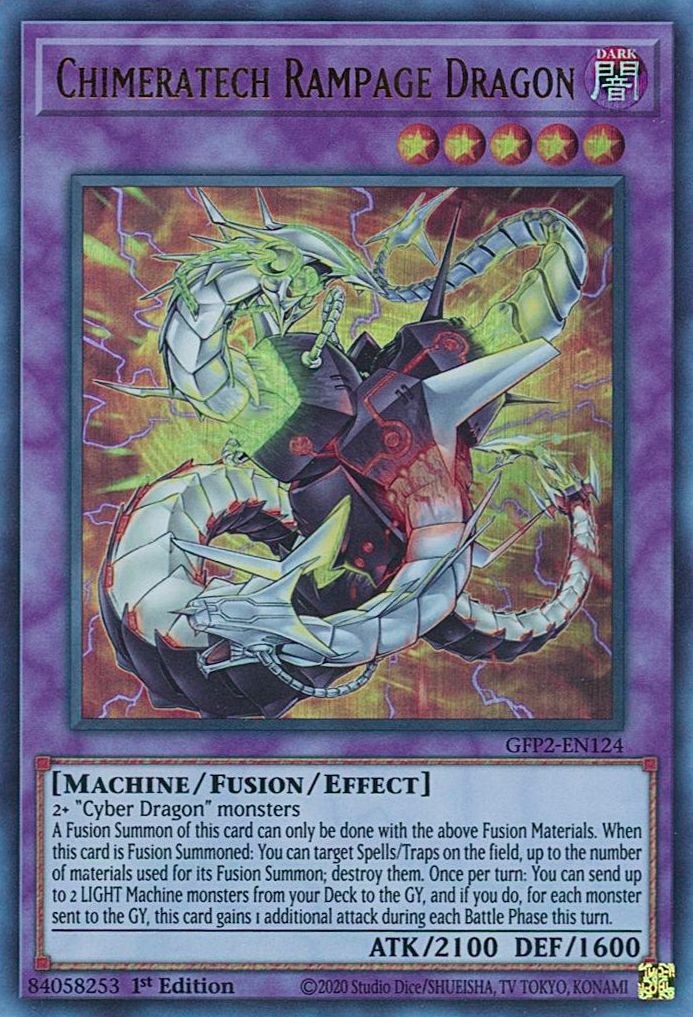 CHIMERATECH RAMPAGE DRAGON
DARK
闇
GFP2-EN124
[MACHINE/FUSION/EFFECT]
2+ "Cyber Dragon" monsters
A Fusion Summon of this card can only be done with the above Fusion Materials. When
this card is Fusion Summoned: You can target Spells/Traps on the field, up to the number
of materials used for its Fusion Summon; destroy them. Once per turn: You can send up
to 2 LIGHT Machine monsters from your Deck to the GY, and if you do, for each monster
sent to the GY, this card gains 1 additional attack during each Battle Phase this turn.
ATK/2100 DEF/1600
84058253 1st Edition ©2020 Studio Dice/SHUEISHA, TV TOKYO, KONAMI